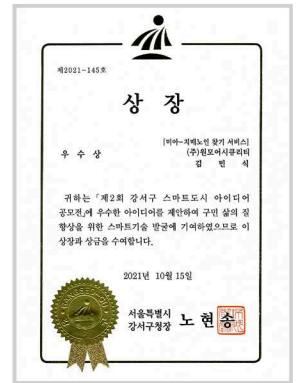 제2021-145호
상 장
[미아-치매노인 찾기 서비스]
우 수 상
(주)원모어시큐리티
김 민 식
귀하는 「제2회 강서구 스마트도시 아이디어
공모전」에 우수한 아이디어를 제안하여 구민 삶의 질
향상을 위한 스마트기술 발굴에 기여하였으므로 이
상장과 상금을 수여합니다.
2021년 10월 15일
서울특별시
강서구청장 노 현 송